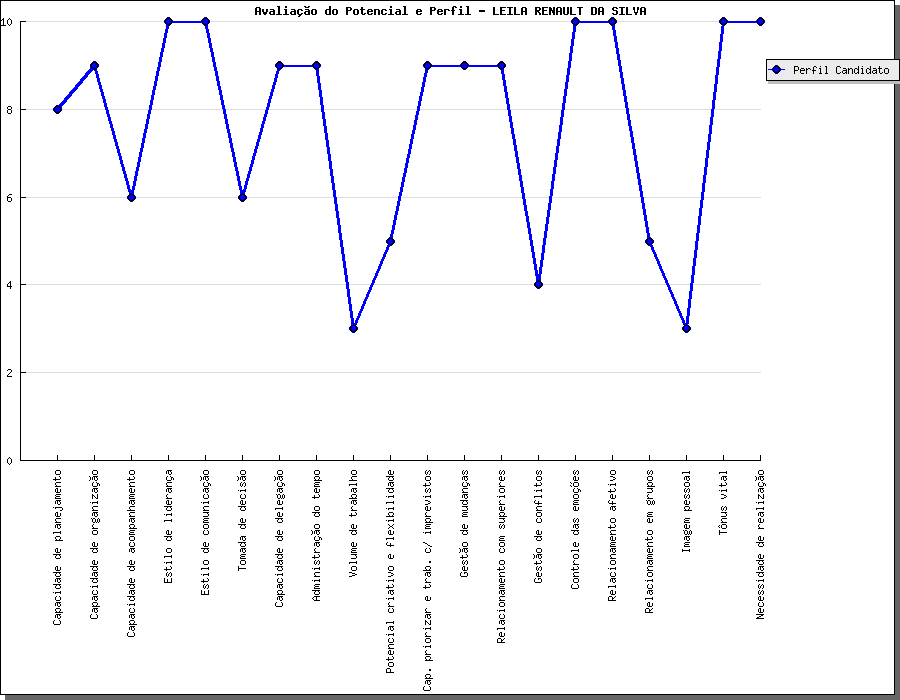 Avaliação do Potencial e Perfil - LEILA RENAULT DA SILVA
10
8
6
4
2
0
Perfil Candidato
Capacidade de planejamento
Capacidade de organização
Capacidade de acompanhamento
Estilo de liderança
Estilo de comunicação
Tomada de decisão
Capacidade de delegação
Administração do tempo
Volume de trabalho
Potencial criativo e flexibilidade
Cap. priorizar e trab. c/ imprevistos
Gestão de mudanças
Relacionamento com superiores
Gestão de conflitos
Controle das emoções
Relacionamento afetivo
Relacionamento em grupos
Imagem pessoal
Tônus vital
Necessidade de realização